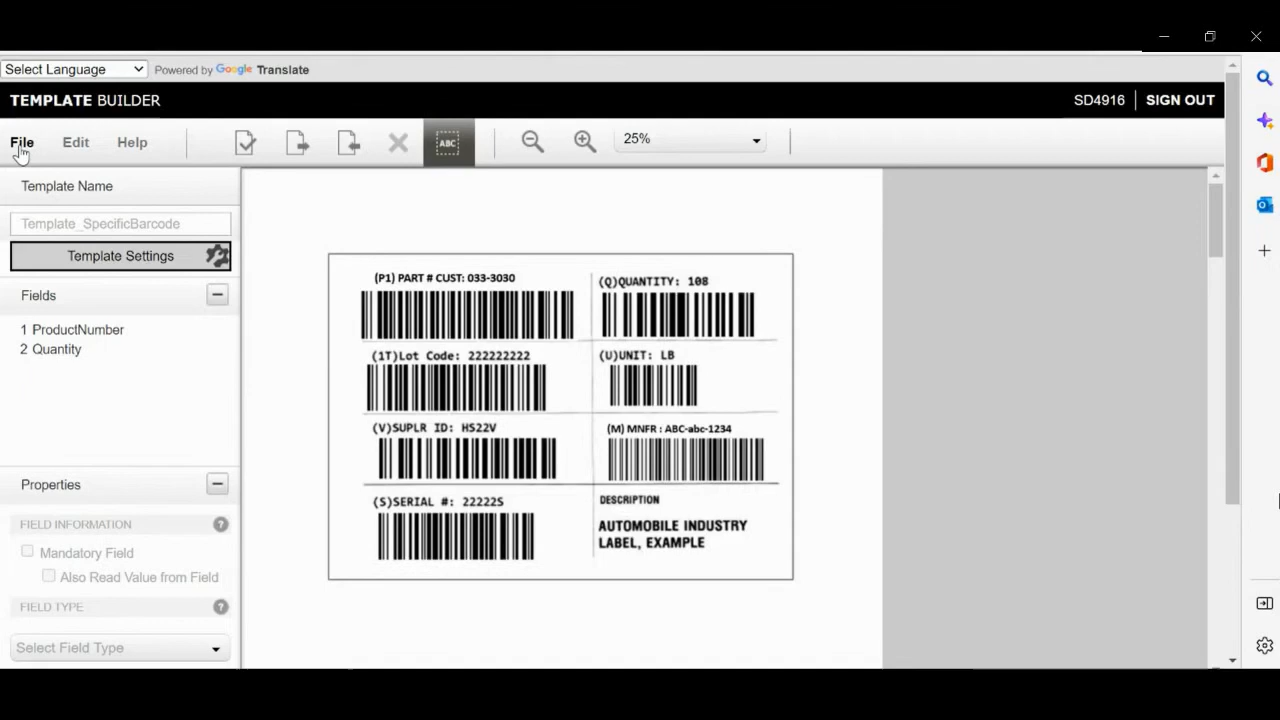 Select Language Powered by Google Translate
TEMPLATE BUILDER SD4916 SIGN OUT
File Edit Help ABC 25%
Template Name
Template_SpecificBarcode
Template Settings
Fields
1 ProductNumber
2 Quantity
Properties
FIELD INFORMATION ?
Mandatory Field
Also Read Value from Field
FIELD TYPE ?
Select Field Type
(P1) PART # CUST: 033-3030
(Q)QUANTITY: 108
(1T)Lot Code: 222222222
(U)UNIT: LB
(V)SUPLR ID: HS22V
(M) MNFR : ABC-abc-1234
(S)SERIAL #: 22222S
DESCRIPTION
AUTOMOBILE INDUSTRY
LABEL, EXAMPLE